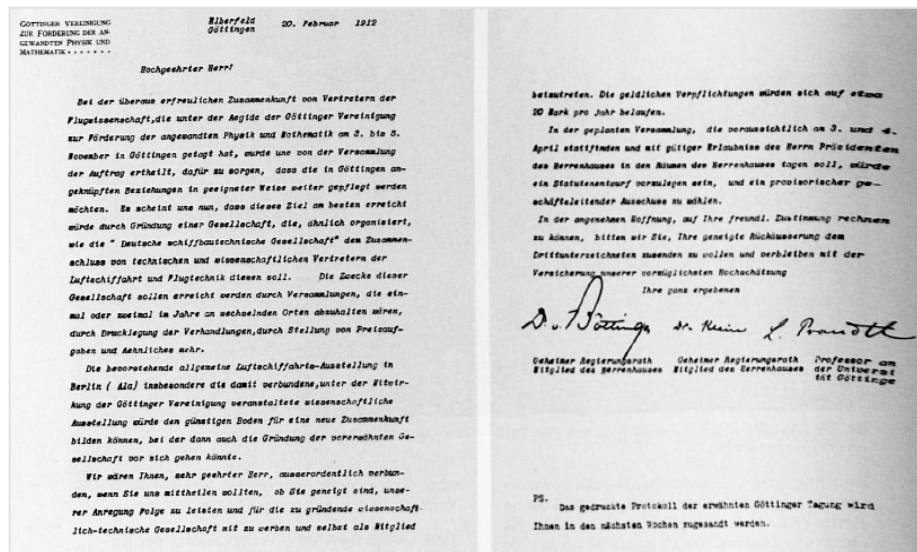 GÖTTINGER VEREINIGUNG
ZUR FÖRDERUNG DER AN-
GEWANDTEN PHYSIK UND
MATHEMATIK
Elberfeld
Göttingen
20. Februar 1912
Hochgeehrter Herr!
Bei der überaus erfreulichen Zusammenkunft von Vertretern der
Flugwissenschaft,die unter der Aegide der Göttinger Vereinigung
zur Förderung der angewandten Physik und Mathematik am 3. bis 5.
November in Göttingen getagt hat, wurde uns von der Versammlung
der Auftrag erteilt, dafür zu sorgen, dass die in Göttingen an-
geknüpften Beziehungen in geeigneter Weise weiter gepflegt werden
möchten. Es scheint uns nun, dass dieses Ziel am besten erreicht
würde durch Gründung einer Gesellschaft, die, ähnlich organisiert,
wie die " Deutsche schiffbautechnische Gesellschaft" dem Zusammen-
schluss von technischen und wissenschaftlichen Vertretern der
Luftschiffahrt und Flugtechnik dienen soll. Die Zwecke dieser
Gesellschaft sollen erreicht werden durch Versammlungen, die ein-
mal oder zweimal im Jahre an wechselnden Orten abzuhalten wären,
durch Drucklegung der Verhandlungen,durch Stellung von Preisauf-
gaben und Aehnliches mehr.
Die bevorstehende allgemeine Luftschiffahrts-Ausstellung in
Berlin ( Ala) insbesondere die damit verbundene,unter der Mitwir-
kung der Göttinger Vereinigung veranstaltete wissenschaftliche
Ausstellung würde den günstigen Boden für eine neue Zusammenkunft
bilden können, bei der dann auch die Gründung der vorerwähnten Ge-
sellschaft vor sich gehen könnte.
Wir wären Ihnen, sehr geehrter Herr, ausserordentlich verbun-
den, wenn Sie uns mittheilen wollten, ob Sie geneigt sind, unse-
rer Anregung Folge zu leisten und für die zu gründende wissenschaft-
lich-technische Gesellschaft mit zu werben und selbst als Mitglied
beizutreten. Die geldlichen Verpflichtungen würden sich auf etwa
20 Mark pro Jahr belaufen.
In der geplanten Versammlung, die voraussichtlich am 3. und 4.
April stattfinden und mit gütiger Erlaubnis des Herrn Präsidenten
des Herrenhauses in den Räumen des Herrenhauses tagen soll, würde
ein Statutenentwurf vorzulegen sein, und ein provisorischer ge-
schäftsleitender Ausschuss zu wählen.
In der angenehmen Hoffnung, auf Ihre freundl. Zustimmung rechnen
zu können, bitten wir Sie, Ihre geneigte Rückäusserung dem
Drittunterzeichneten zusenden zu wollen und verbleiben mit der
Versicherung unserer vorzüglichsten Hochschätzung
Ihre ganz ergebenen
D. v. Böttinger Dr. Klein L. Prandtl
Geheimer Regierungsrath Geheimer Regierungsrath Professor an
Mitglied des Herrenhauses Mitglied des Herrenhauses der Universi
tät Göttinge
PS.
Das gedruckte Protokoll der erwähnten Göttinger Tagung wird
Ihnen in den nächsten Wochen zugesandt werden.